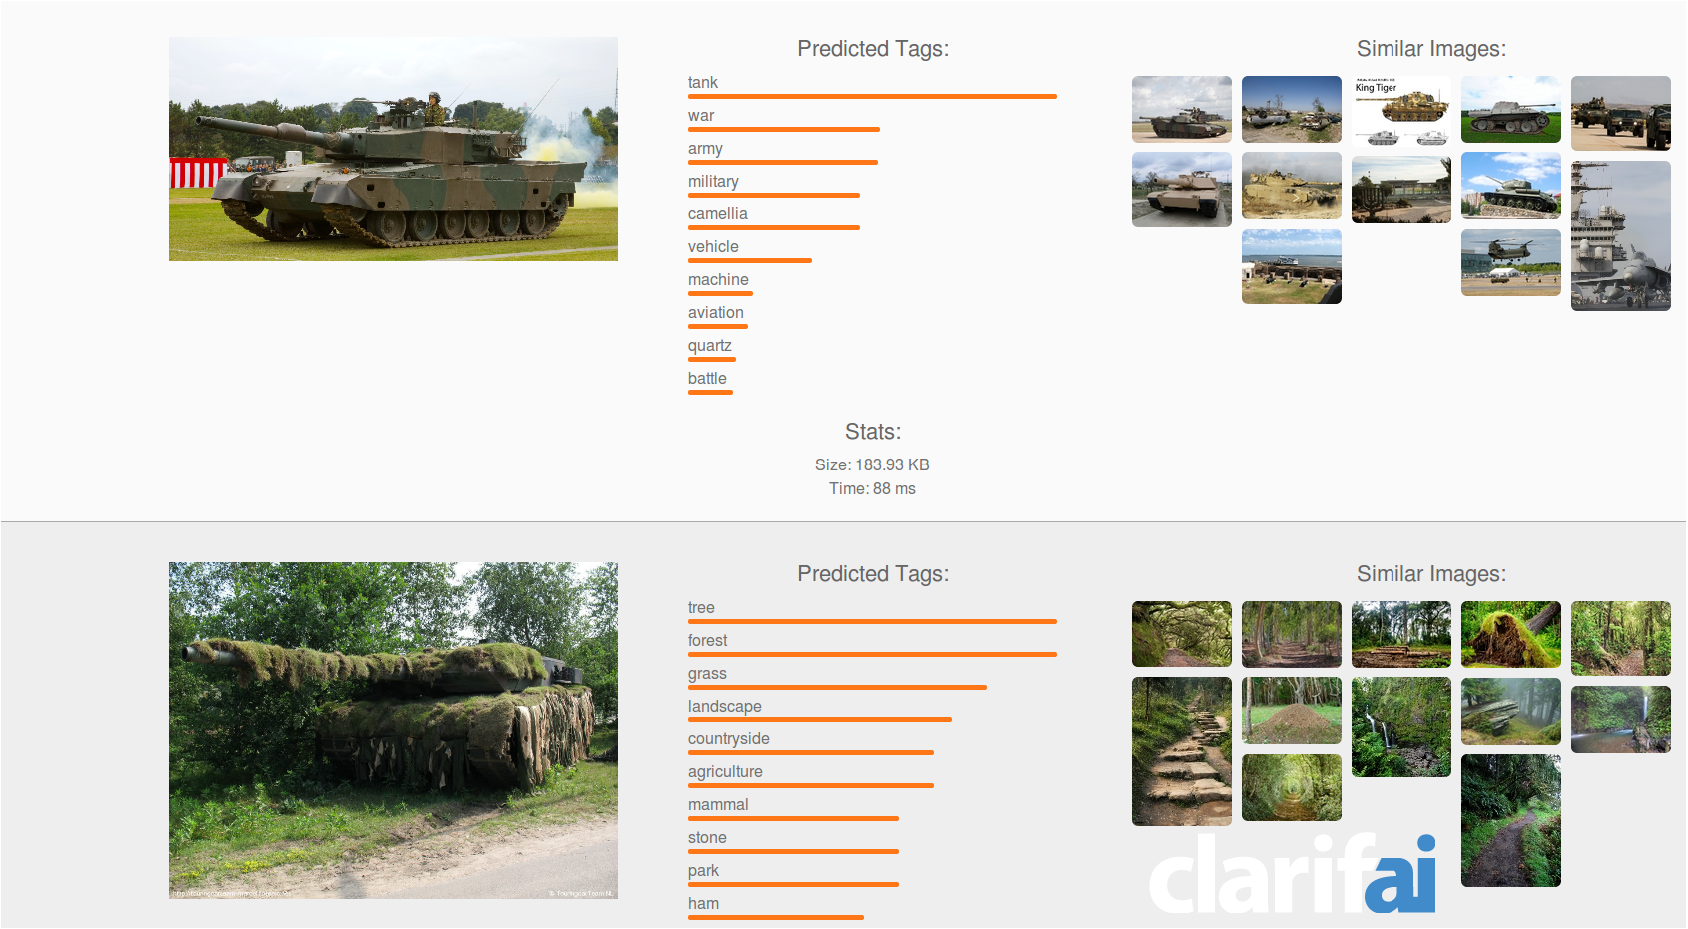 Predicted Tags:
tank
war
army
military
camellia
vehicle
machine
aviation
quartz
battle
Stats:
Size: 183.93 KB
Time: 88 ms
Similar Images:
King Tiger
Predicted Tags:
tree
forest
grass
landscape
countryside
agriculture
mammal
stone
park
ham
Similar Images:
clarifai